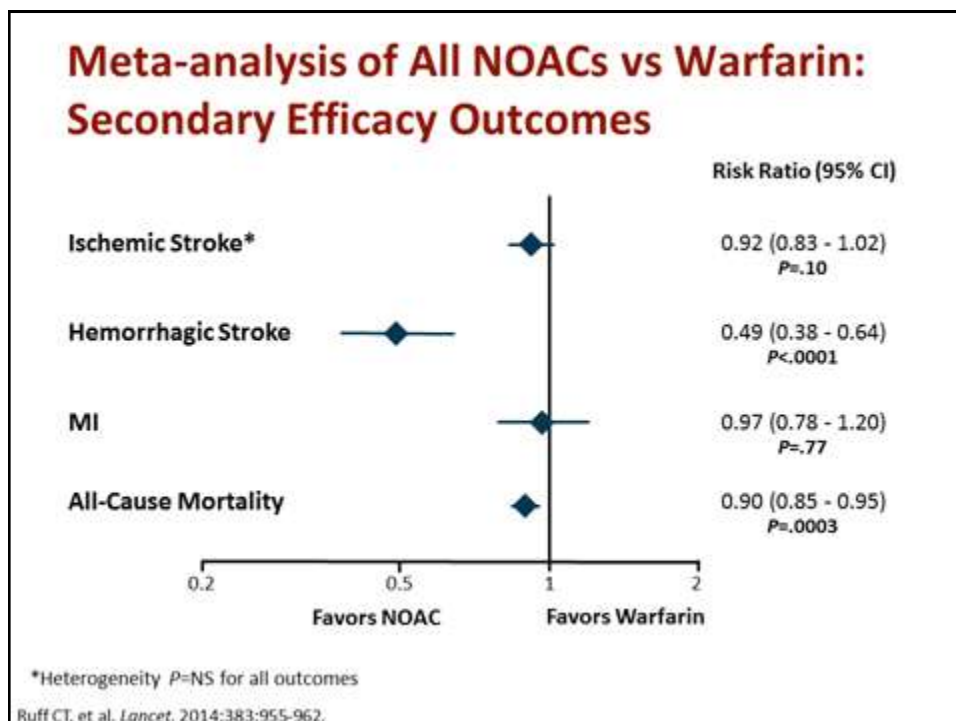 Meta-analysis of All NOACs vs Warfarin:
Secondary Efficacy Outcomes
Risk Ratio (95% CI)
Ischemic Stroke*
0.92 (0.83 - 1.02)
P=.10
Hemorrhagic Stroke
0.49 (0.38 - 0.64)
P<.0001
MI
0.97 (0.78 - 1.20)
P=.77
All-Cause Mortality
0.90 (0.85 - 0.95)
P=.0003
0.2 0.5 1 2
Favors NOAC Favors Warfarin
*Heterogeneity P=NS for all outcomes
Ruff CT, et al. Lancet. 2014;383:955-962.